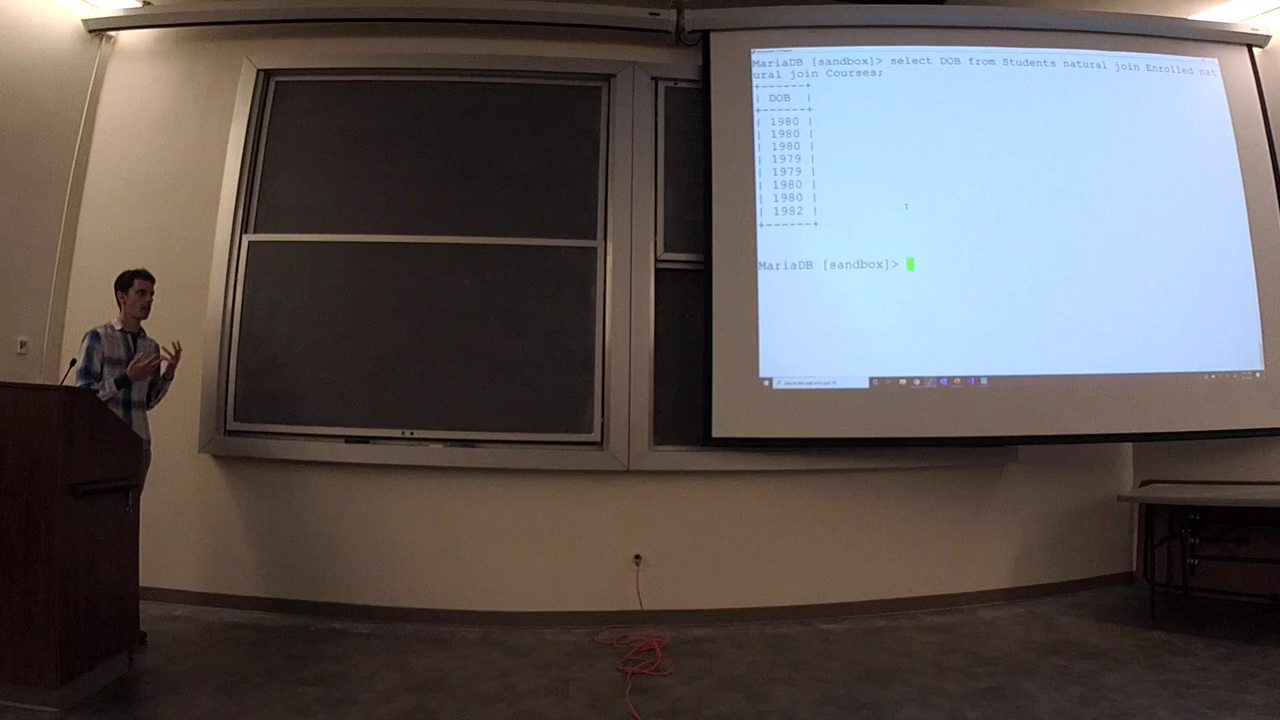 MariaDB [sandbox]> select DOB from Students natural join Enrolled nat
ural join Courses;
+------+
| DOB  |
+------+
| 1980 |
| 1980 |
| 1980 |
| 1979 |
| 1979 |
| 1980 |
| 1980 |
| 1982 |
+------+
MariaDB [sandbox]>